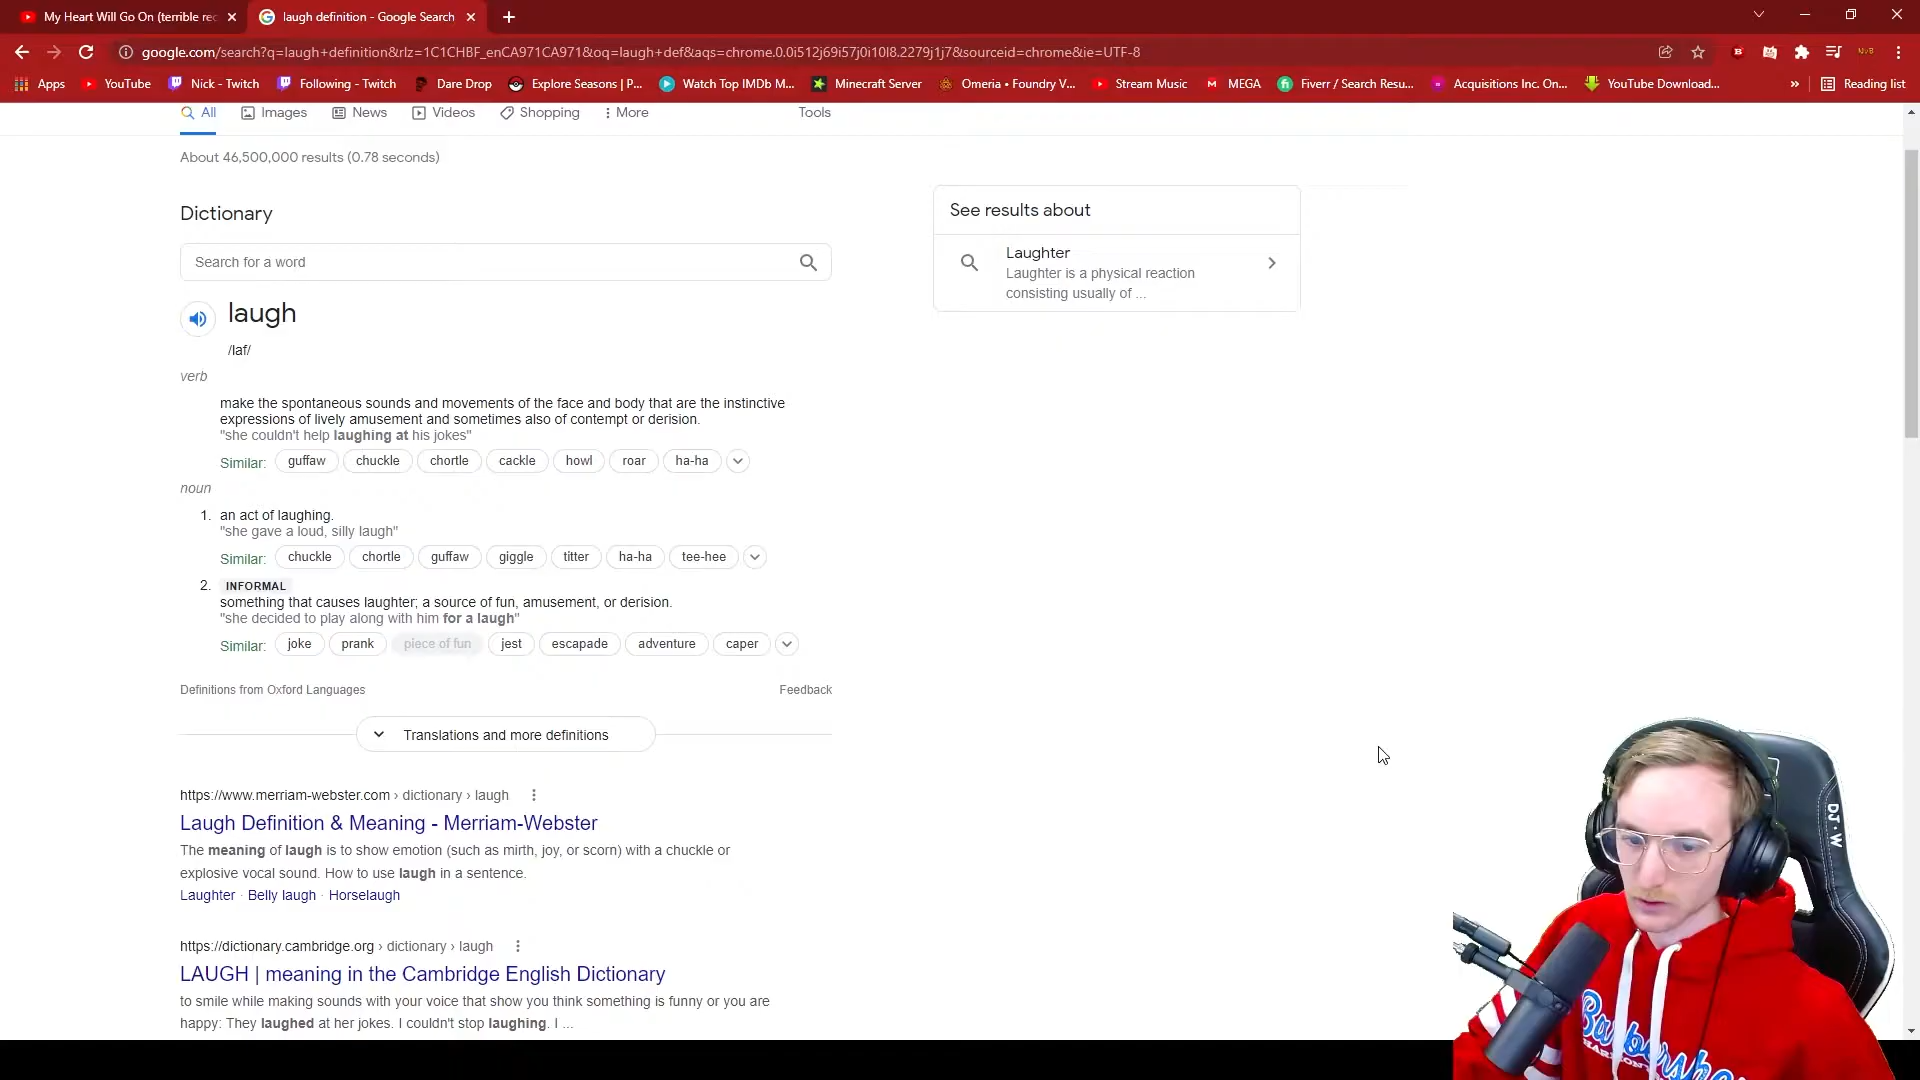 My Heart Will Go On (terrible rec
laugh definition - Google Search
google.com/search?q=laugh+definition&rlz=1C1CHBF_enCA971CA971&oq=laugh+def&aqs=chrome.0.0i512j69i57j0i10l8.2279j1j7&sourceid=chrome&ie=UTF-8
Apps YouTube Nick - Twitch Following - Twitch Dare Drop Explore Seasons | P... Watch Top IMDb M... Minecraft Server Omeria • Foundry V... Stream Music MEGA Fiverr / Search Resu... Acquisitions Inc. On... YouTube Download... » Reading list
All Images News Videos Shopping More Tools
About 46,500,000 results (0.78 seconds)
Dictionary
Search for a word
laugh
/laf/
verb
make the spontaneous sounds and movements of the face and body that are the instinctive
expressions of lively amusement and sometimes also of contempt or derision.
"she couldn't help laughing at his jokes"
Similar: guffaw chuckle chortle cackle howl roar ha-ha
noun
1. an act of laughing.
"she gave a loud, silly laugh"
Similar: chuckle chortle guffaw giggle titter ha-ha tee-hee
2. INFORMAL
something that causes laughter; a source of fun, amusement, or derision.
"she decided to play along with him for a laugh"
Similar: joke prank piece of fun jest escapade adventure caper
Definitions from Oxford Languages Feedback
Translations and more definitions
https://www.merriam-webster.com › dictionary › laugh
Laugh Definition & Meaning - Merriam-Webster
The meaning of laugh is to show emotion (such as mirth, joy, or scorn) with a chuckle or
explosive vocal sound. How to use laugh in a sentence.
Laughter · Belly laugh · Horselaugh
https://dictionary.cambridge.org › dictionary › laugh
LAUGH | meaning in the Cambridge English Dictionary
to smile while making sounds with your voice that show you think something is funny or you are
happy: They laughed at her jokes. I couldn't stop laughing. I ...
See results about
Laughter
Laughter is a physical reaction
consisting usually of ...